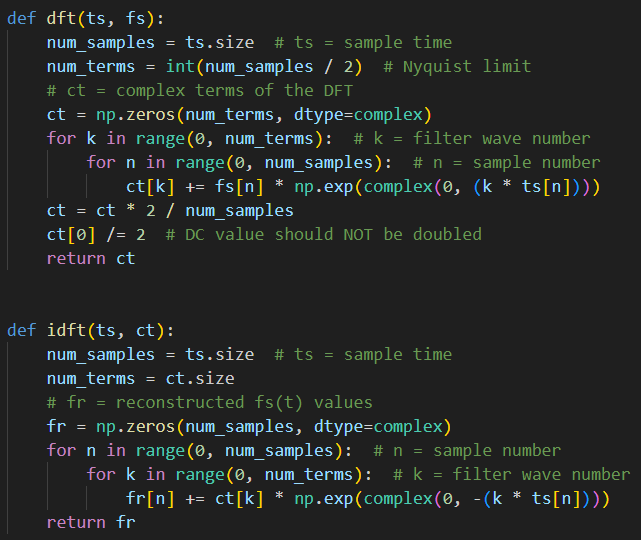 def dft(ts, fs):
    num_samples = ts.size  # ts = sample time
    num_terms = int(num_samples / 2)  # Nyquist limit
    # ct = complex terms of the DFT
    ct = np.zeros(num_terms, dtype=complex)
    for k in range(0, num_terms):  # k = filter wave number
        for n in range(0, num_samples):  # n = sample number
            ct[k] += fs[n] * np.exp(complex(0, (k * ts[n])))
    ct = ct * 2 / num_samples
    ct[0] /= 2  # DC value should NOT be doubled
    return ct
def idft(ts, ct):
    num_samples = ts.size  # ts = sample time
    num_terms = ct.size
    # fr = reconstructed fs(t) values
    fr = np.zeros(num_samples, dtype=complex)
    for n in range(0, num_samples):  # n = sample number
        for k in range(0, num_terms):  # k = filter wave number
            fr[n] += ct[k] * np.exp(complex(0, -(k * ts[n])))
    return fr